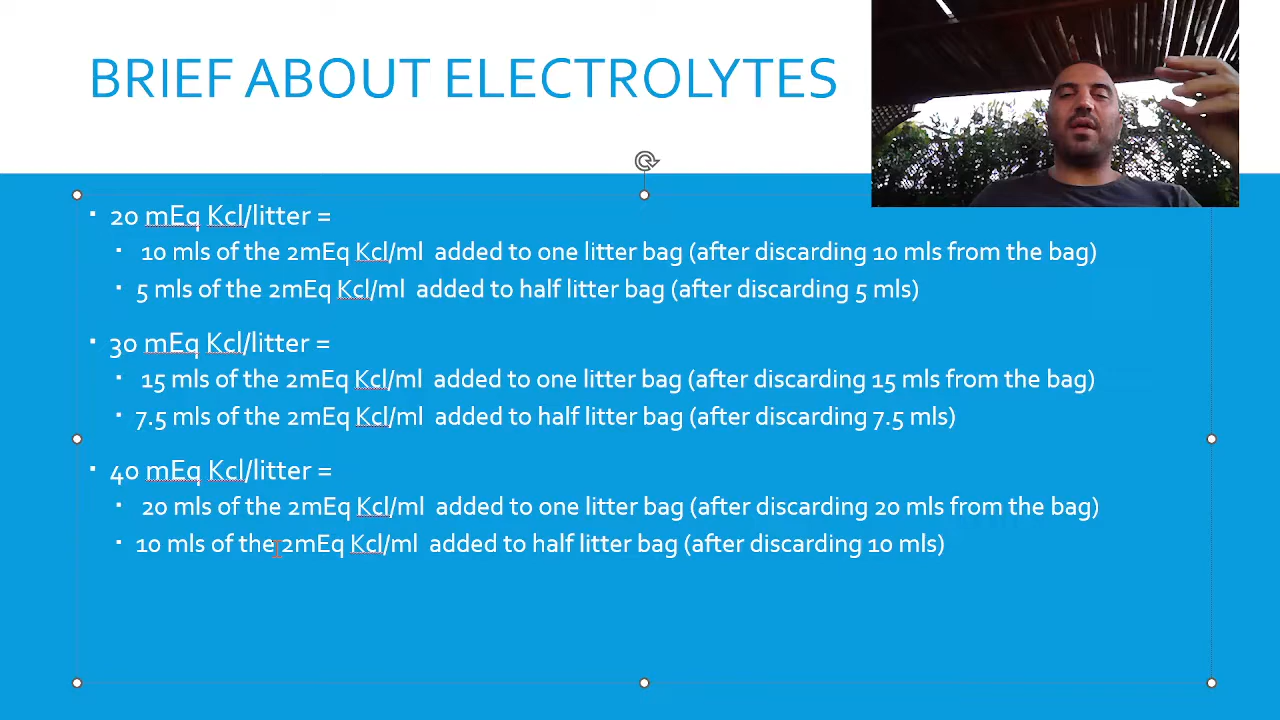 BRIEF ABOUT ELECTROLYTES
▪ 20 mEq Kcl/litter =
▪ 10 mls of the 2mEq Kcl/ml added to one litter bag (after discarding 10 mls from the bag)
▪ 5 mls of the 2mEq Kcl/ml added to half litter bag (after discarding 5 mls)
▪ 30 mEq Kcl/litter =
▪ 15 mls of the 2mEq Kcl/ml added to one litter bag (after discarding 15 mls from the bag)
▪ 7.5 mls of the 2mEq Kcl/ml added to half litter bag (after discarding 7.5 mls)
▪ 40 mEq Kcl/litter =
▪ 20 mls of the 2mEq Kcl/ml added to one litter bag (after discarding 20 mls from the bag)
▪ 10 mls of the 2mEq Kcl/ml added to half litter bag (after discarding 10 mls)